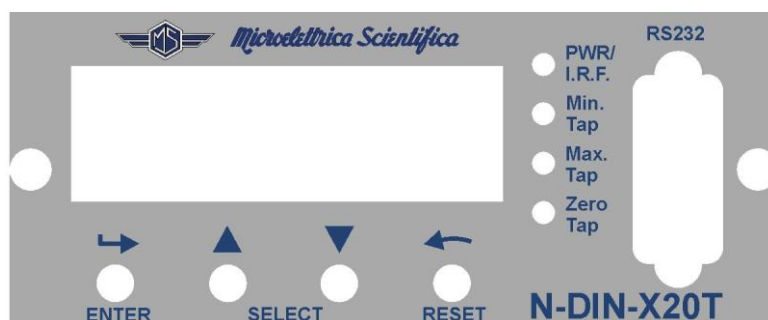 MS Microelettrica Scientifica
RS232
PWR/
I.R.F.
Min.
Tap
Max.
Tap
Zero
Tap
ENTER SELECT RESET
N-DIN-X20T